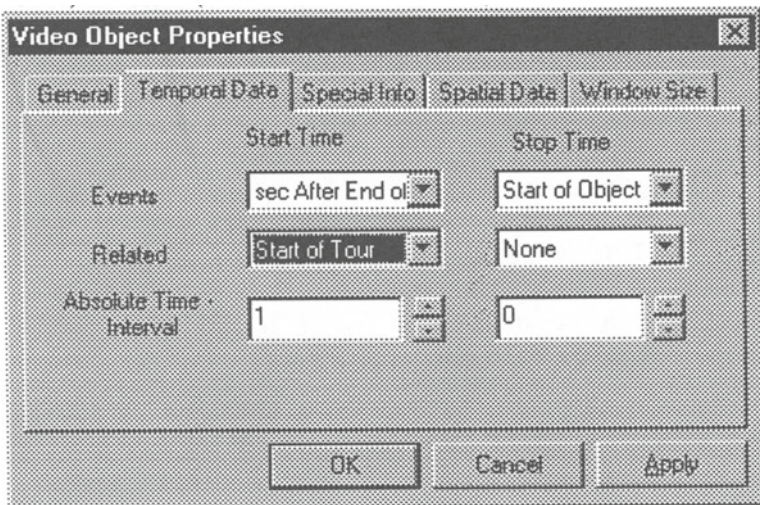 Video Object Properties
General Temporal Data Special Info Spatial Data Window Size
Start Time Stop Time
Events sec After End of Start of Object
Related Start of Tour None
Absolute Time -
Interval 1 0
OK Cancel Apply